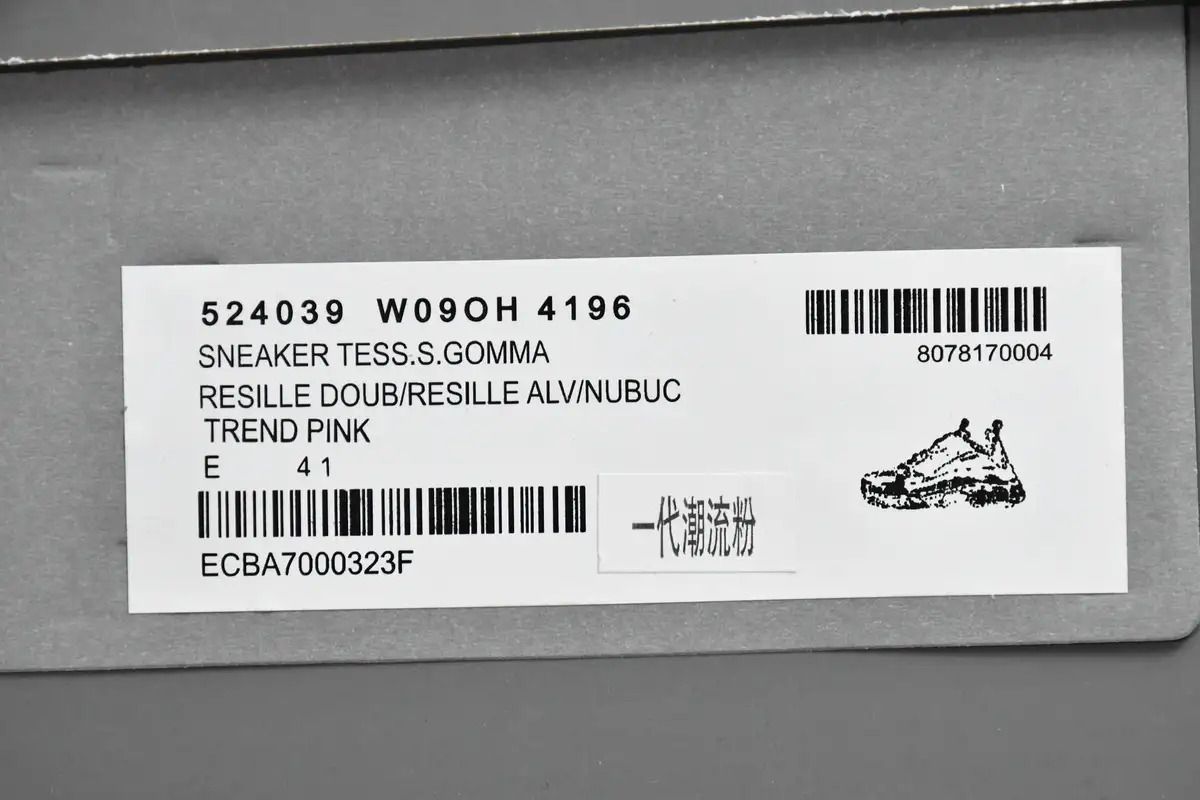 524039 W09OH 4196
8078170004
SNEAKER TESS.S.GOMMA
RESILLE DOUB/RESILLE ALV/NUBUC
TREND PINK
E 41
一代潮流粉
ECBA7000323F